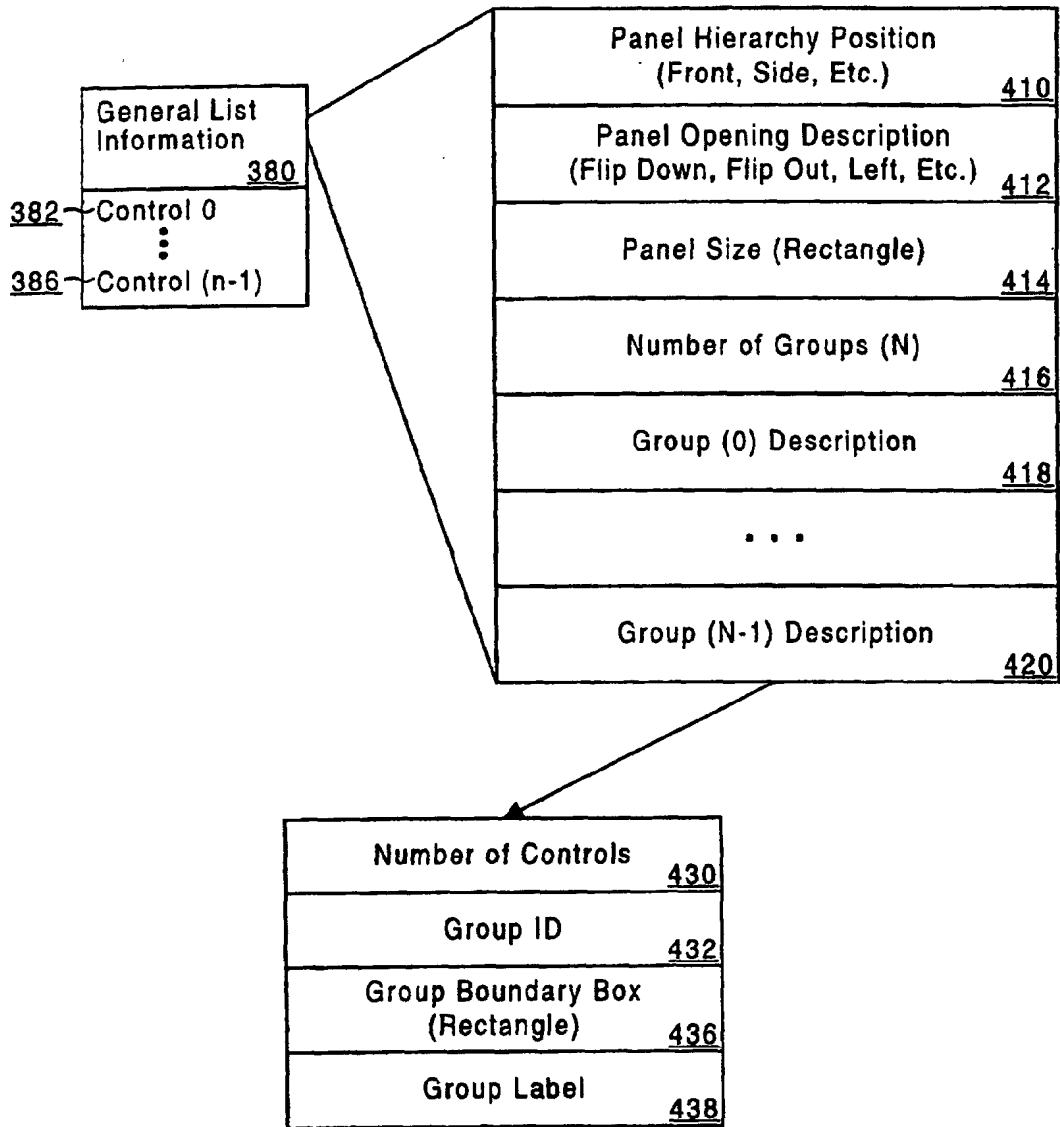 General List
Information
380
382
Control 0
386
Control (n-1)
Panel Hierarchy Position
(Front, Side, Etc.)
410
Panel Opening Description
(Flip Down, Flip Out, Left, Etc.)
412
Panel Size (Rectangle)
414
Number of Groups (N)
416
Group (0) Description
418
. . .
Group (N-1) Description
420
Number of Controls
430
Group ID
432
Group Boundary Box
(Rectangle)
436
Group Label
438